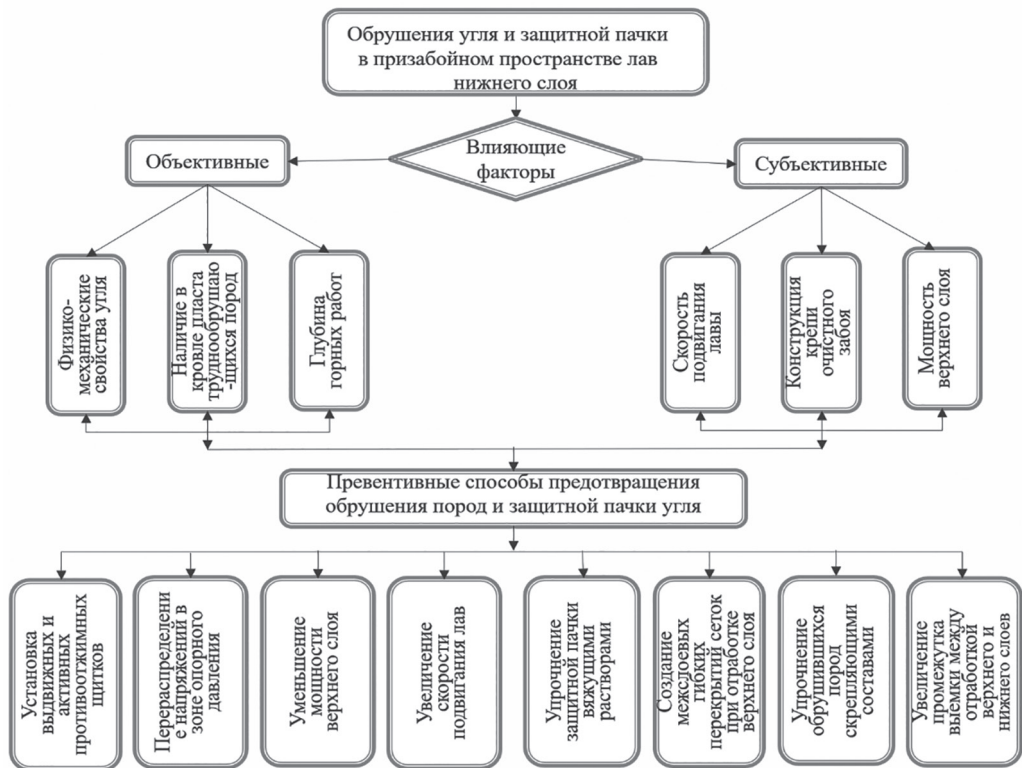 Обрушения угля и защитной пачки
в призабойном пространстве лав
нижнего слоя
Влияющие
факторы
Объективные
Субъективные
Физико-
механические
свойства угля
Наличие в
кровле пласта
труднообрушаю
-щихся пород
Глубина
горных работ
Скорость
подвигания
лавы
Конструкция
крепи
очистного
забоя
Мощность
верхнего слоя
Превентивные способы предотвращения
обрушения пород и защитной пачки угля
Установка
выдвижных и
активных
противоотжимных
щитков
Перераспределени
е напряжений в
зоне опорного
давления
Уменьшение
мощности
верхнего слоя
Увеличение
скорости
подвигания лав
Упрочнение
защитной пачки
вяжущими
растворами
Создание
межслоевых
гибких
перекрытий сеток
при отработке
верхнего слоя
Упрочнение
обрушившихся
пород
скрепляющими
составами
Увеличение
промежутка
выемки между
отработкой
верхнего и
нижнего слоев